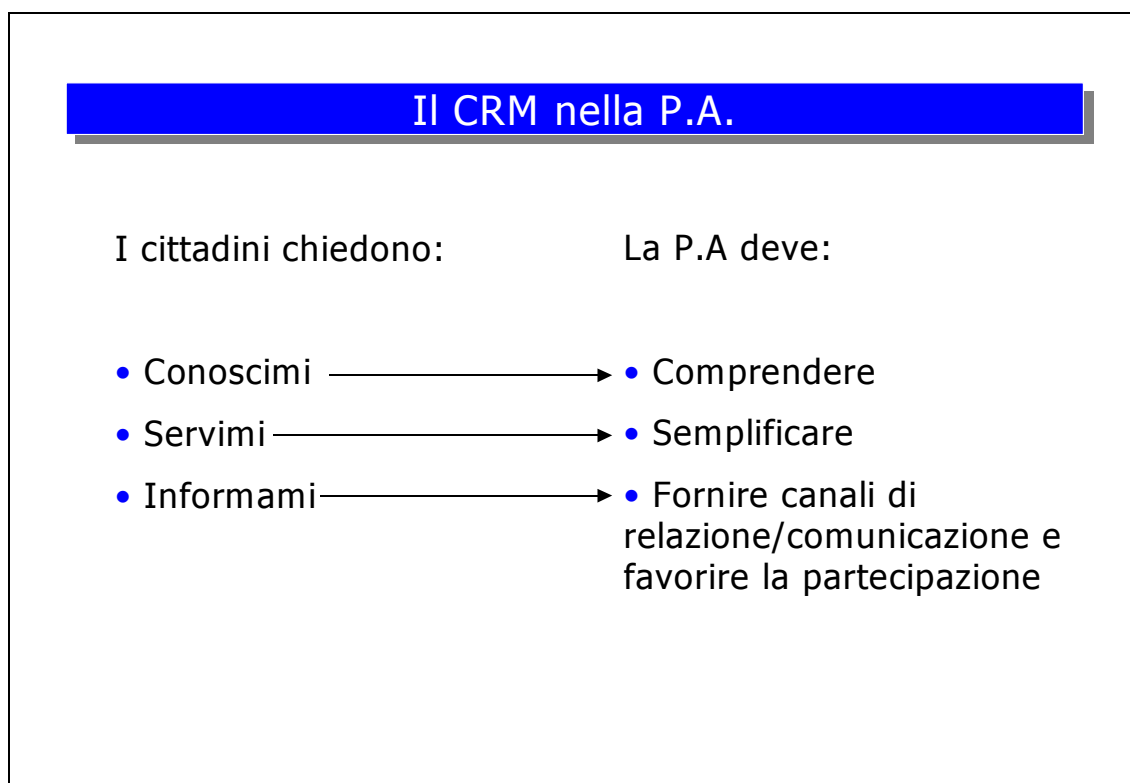 Il CRM nella P.A.
I cittadini chiedono:
La P.A deve:
• Conoscimi
• Comprendere
• Servimi
• Semplificare
• Informami
• Fornire canali di
relazione/comunicazione e
favorire la partecipazione